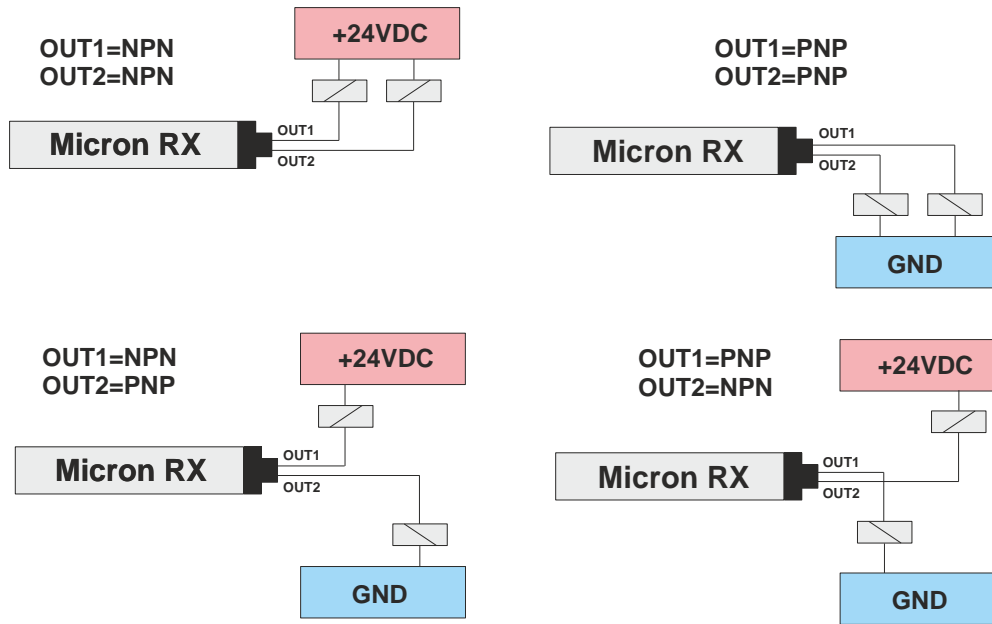 OUT1=NPN
OUT2=NPN
+24VDC
Micron RX
OUT1
OUT2
OUT1=PNP
OUT2=PNP
Micron RX
OUT1
OUT2
GND
OUT1=NPN
OUT2=PNP
+24VDC
Micron RX
OUT1
OUT2
GND
OUT1=PNP
OUT2=NPN
+24VDC
Micron RX
OUT1
OUT2
GND